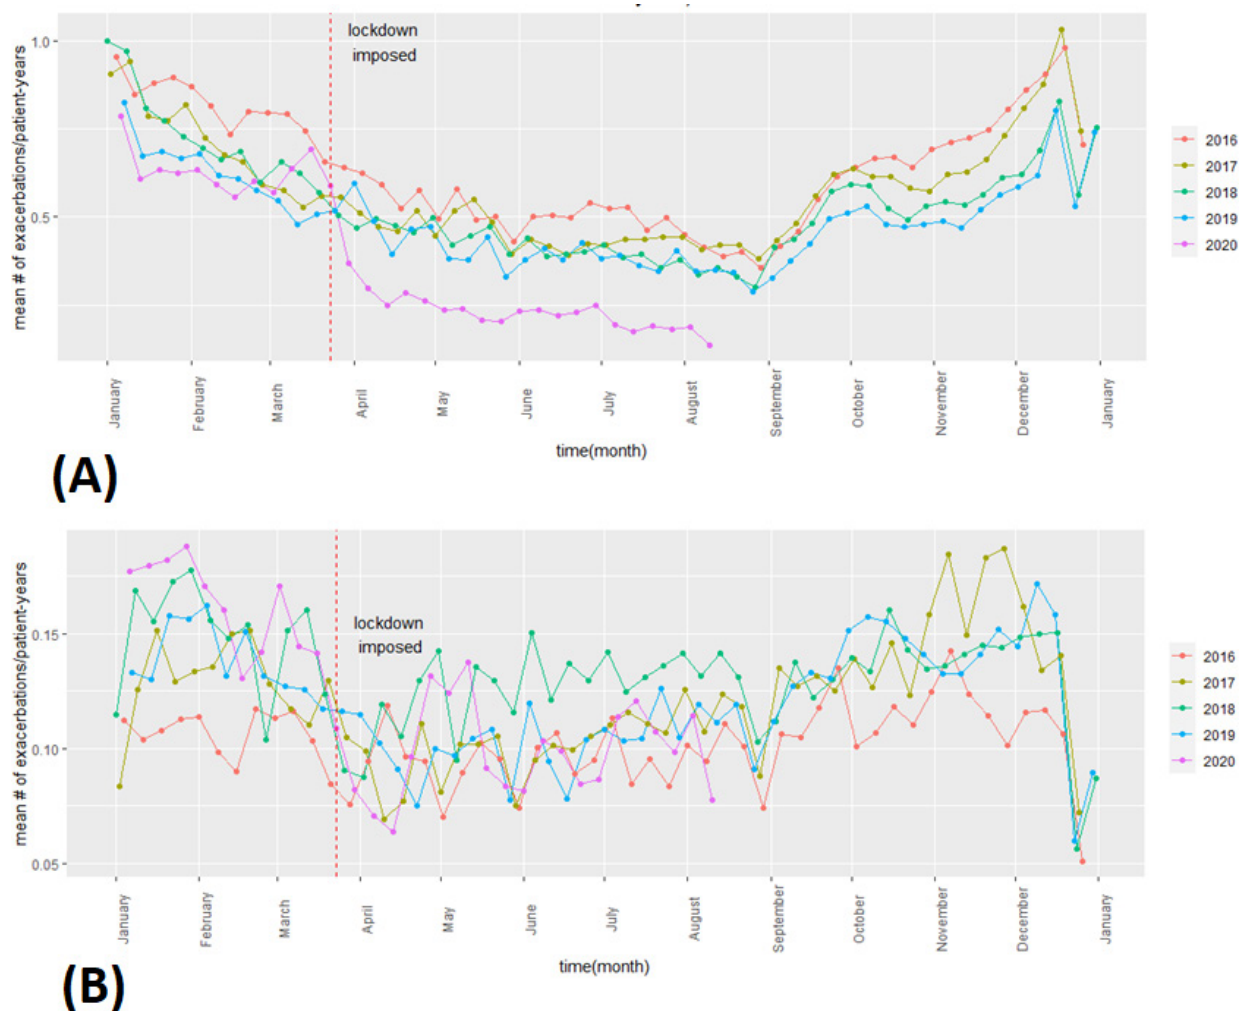 lockdown
imposed
mean # of exacerbations/patient-years
1.0
0.5
2016
2017
2018
2019
2020
January
February
March
April
May
June
July
August
September
October
November
December
January
time(month)
(A)
lockdown
imposed
mean # of exacerbations/patient-years
0.15
0.10
0.05
2016
2017
2018
2019
2020
January
February
March
April
May
June
July
August
September
October
November
December
January
time(month)
(B)